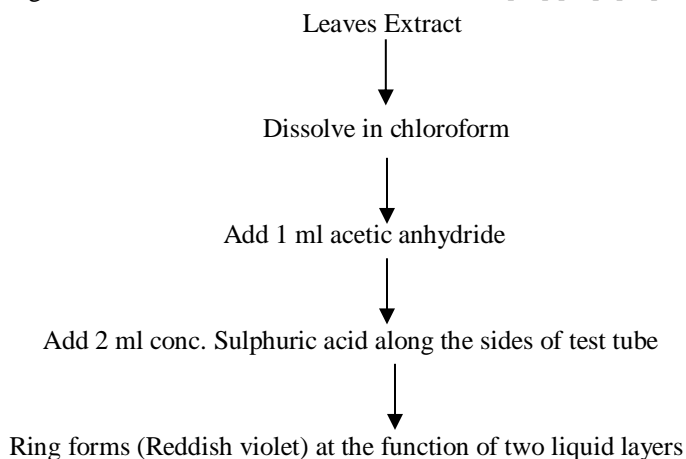 Leaves Extract
Dissolve in chloroform
Add 1 ml acetic anhydride
Add 2 ml conc. Sulphuric acid along the sides of test tube
Ring forms (Reddish violet) at the function of two liquid layers